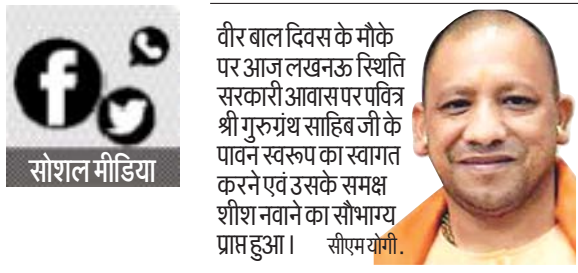 सोशल मीडिया
वीर बाल दिवस के मौके
पर आज लखनऊ स्थिति
सरकारी आवास पर पवित्र
श्री गुरुग्रंथ साहिब जी के
पावन स्वरूप का स्वागत
करने एवं उसके समक्ष
शीश नवाने का सौभाग्य
प्राप्त हुआ। सीएम योगी.